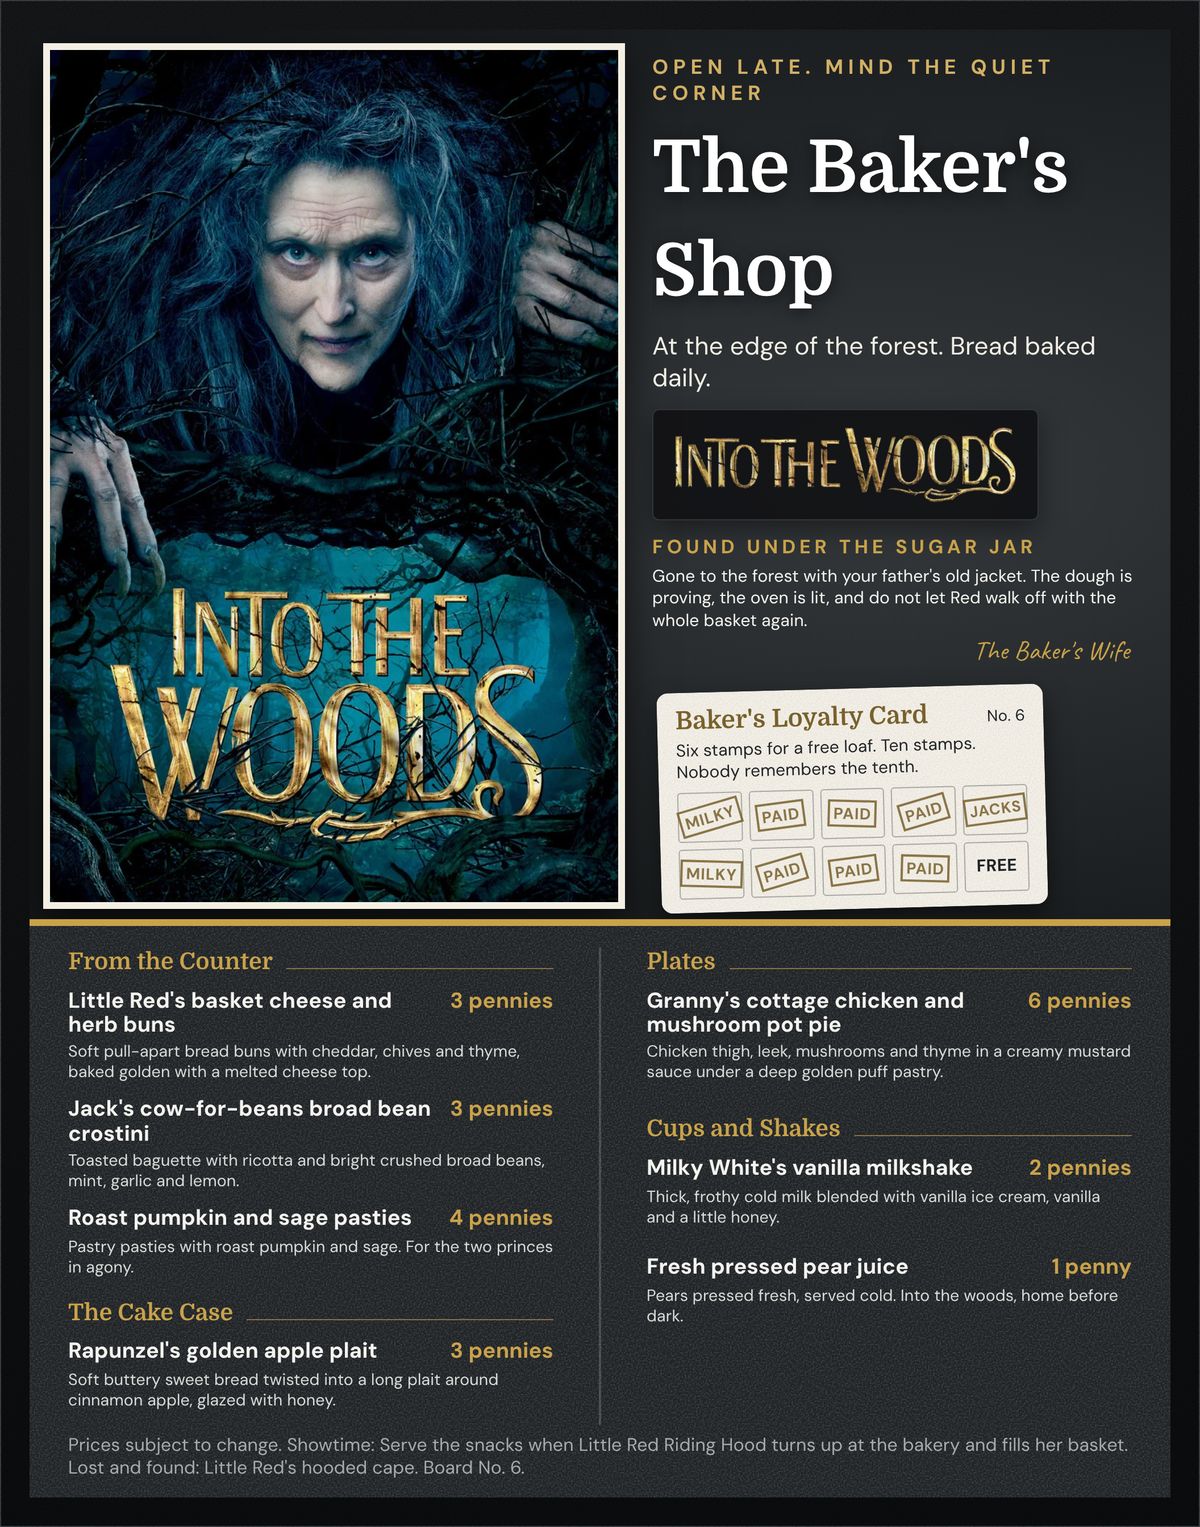 INTO THE
WOODS
OPEN LATE. MIND THE QUIET
CORNER
The Baker's
Shop
At the edge of the forest. Bread baked
daily.
INTO THE WOODS
FOUND UNDER THE SUGAR JAR
Gone to the forest with your father's old jacket. The dough is
proving, the oven is lit, and do not let Red walk off with the
whole basket again.
The Baker's Wife
Baker's Loyalty Card No. 6
Six stamps for a free loaf. Ten stamps.
Nobody remembers the tenth.
MILKY PAID PAID PAID JACKS
MILKY PAID PAID PAID FREE
From the Counter
Little Red's basket cheese and 3 pennies
herb buns
Soft pull-apart bread buns with cheddar, chives and thyme,
baked golden with a melted cheese top.
Jack's cow-for-beans broad bean 3 pennies
crostini
Toasted baguette with ricotta and bright crushed broad beans,
mint, garlic and lemon.
Roast pumpkin and sage pasties 4 pennies
Pastry pasties with roast pumpkin and sage. For the two princes
in agony.
The Cake Case
Rapunzel's golden apple plait 3 pennies
Soft buttery sweet bread twisted into a long plait around
cinnamon apple, glazed with honey.
Plates
Granny's cottage chicken and 6 pennies
mushroom pot pie
Chicken thigh, leek, mushrooms and thyme in a creamy mustard
sauce under a deep golden puff pastry.
Cups and Shakes
Milky White's vanilla milkshake 2 pennies
Thick, frothy cold milk blended with vanilla ice cream, vanilla
and a little honey.
Fresh pressed pear juice 1 penny
Pears pressed fresh, served cold. Into the woods, home before
dark.
Prices subject to change. Showtime: Serve the snacks when Little Red Riding Hood turns up at the bakery and fills her basket.
Lost and found: Little Red's hooded cape. Board No. 6.